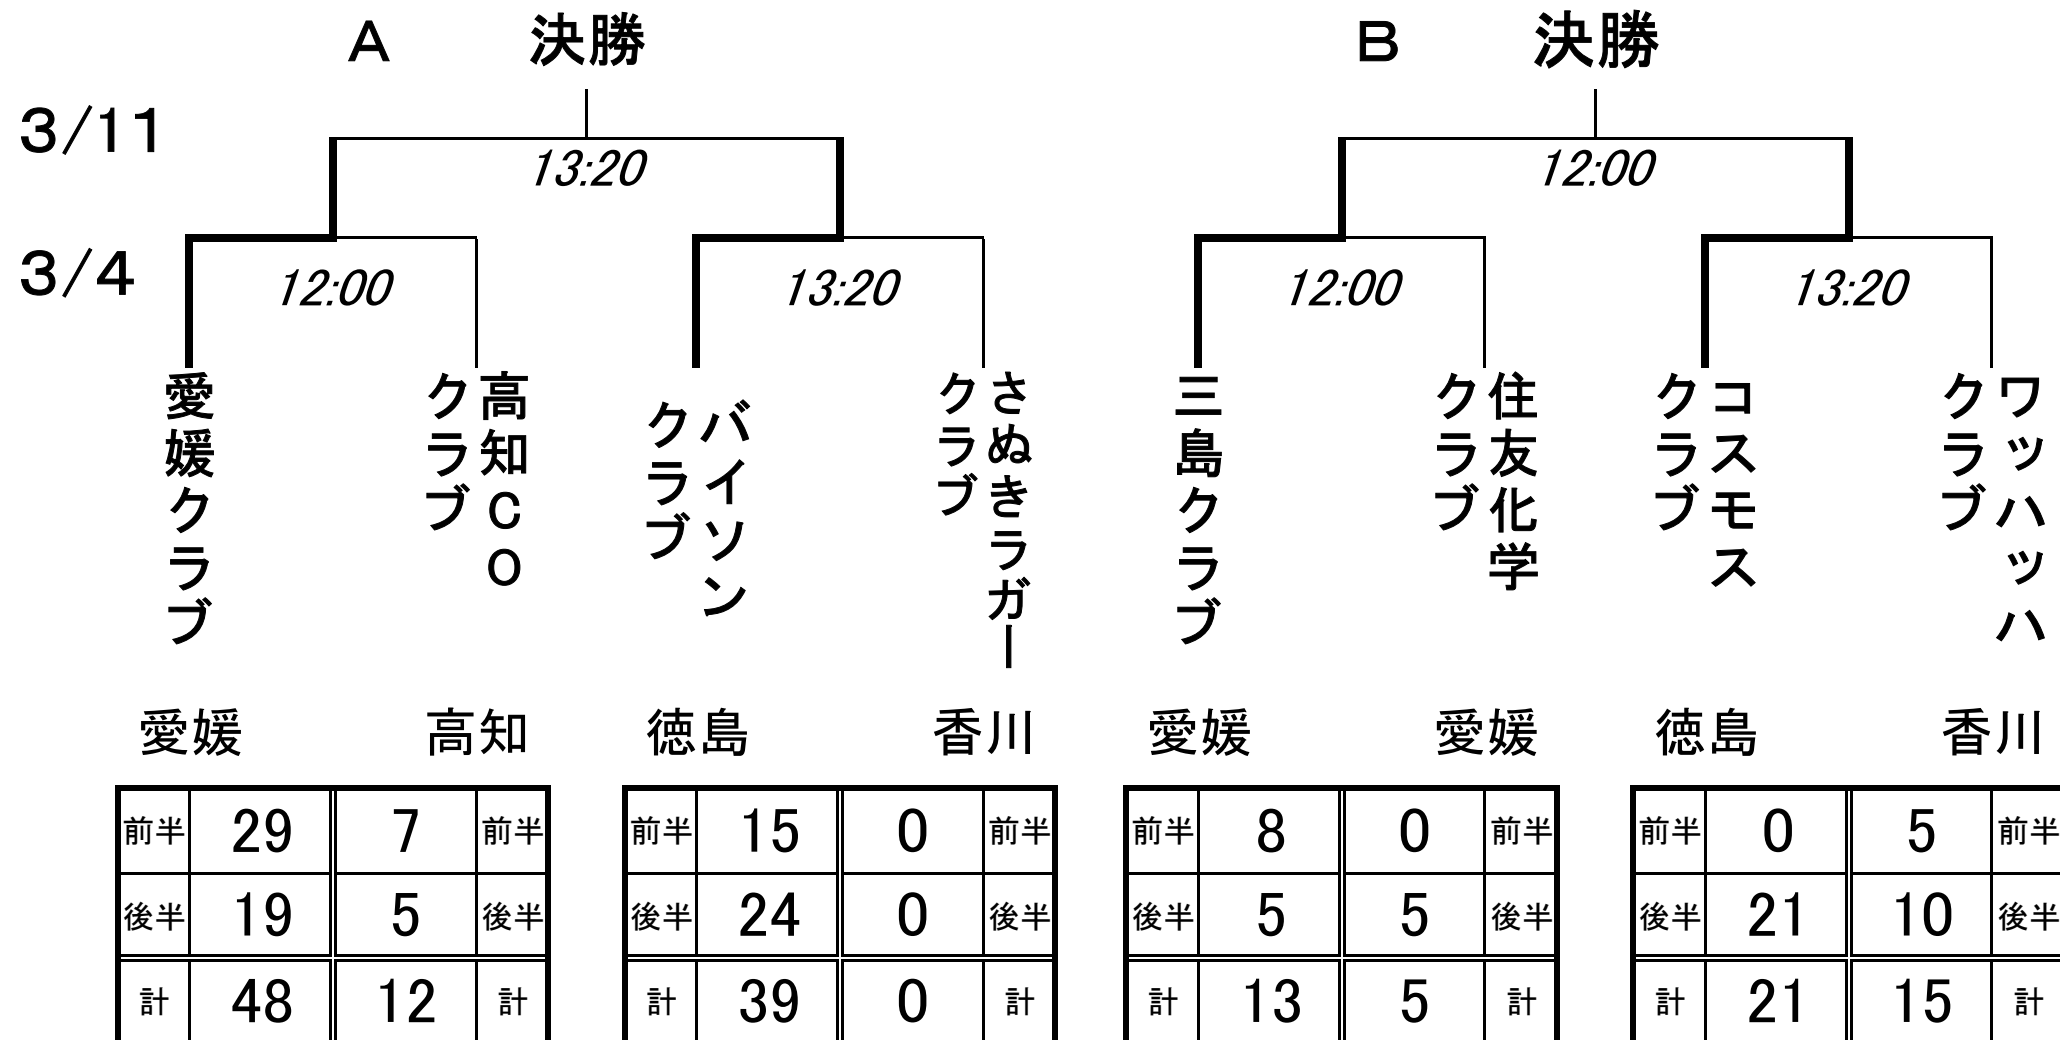 A 決勝 B 決勝
3/11
13:20 12:00
3/4
12:00 13:20 12:00 13:20
愛媛クラブ
高知CO
クラブ
バイソン
クラブ
さぬきラガー
クラブ
三島クラブ
住友化学
クラブ
コスモス
クラブ
ワッハッハ
クラブ
愛媛 高知 徳島 香川 愛媛 愛媛 徳島 香川
前半 29 7 前半 前半 15 0 前半 前半 8 0 前半 前半 0 5 前半
後半 19 5 後半 後半 24 0 後半 後半 5 5 後半 後半 21 10 後半
計 48 12 計 計 39 0 計 計 13 5 計 計 21 15 計